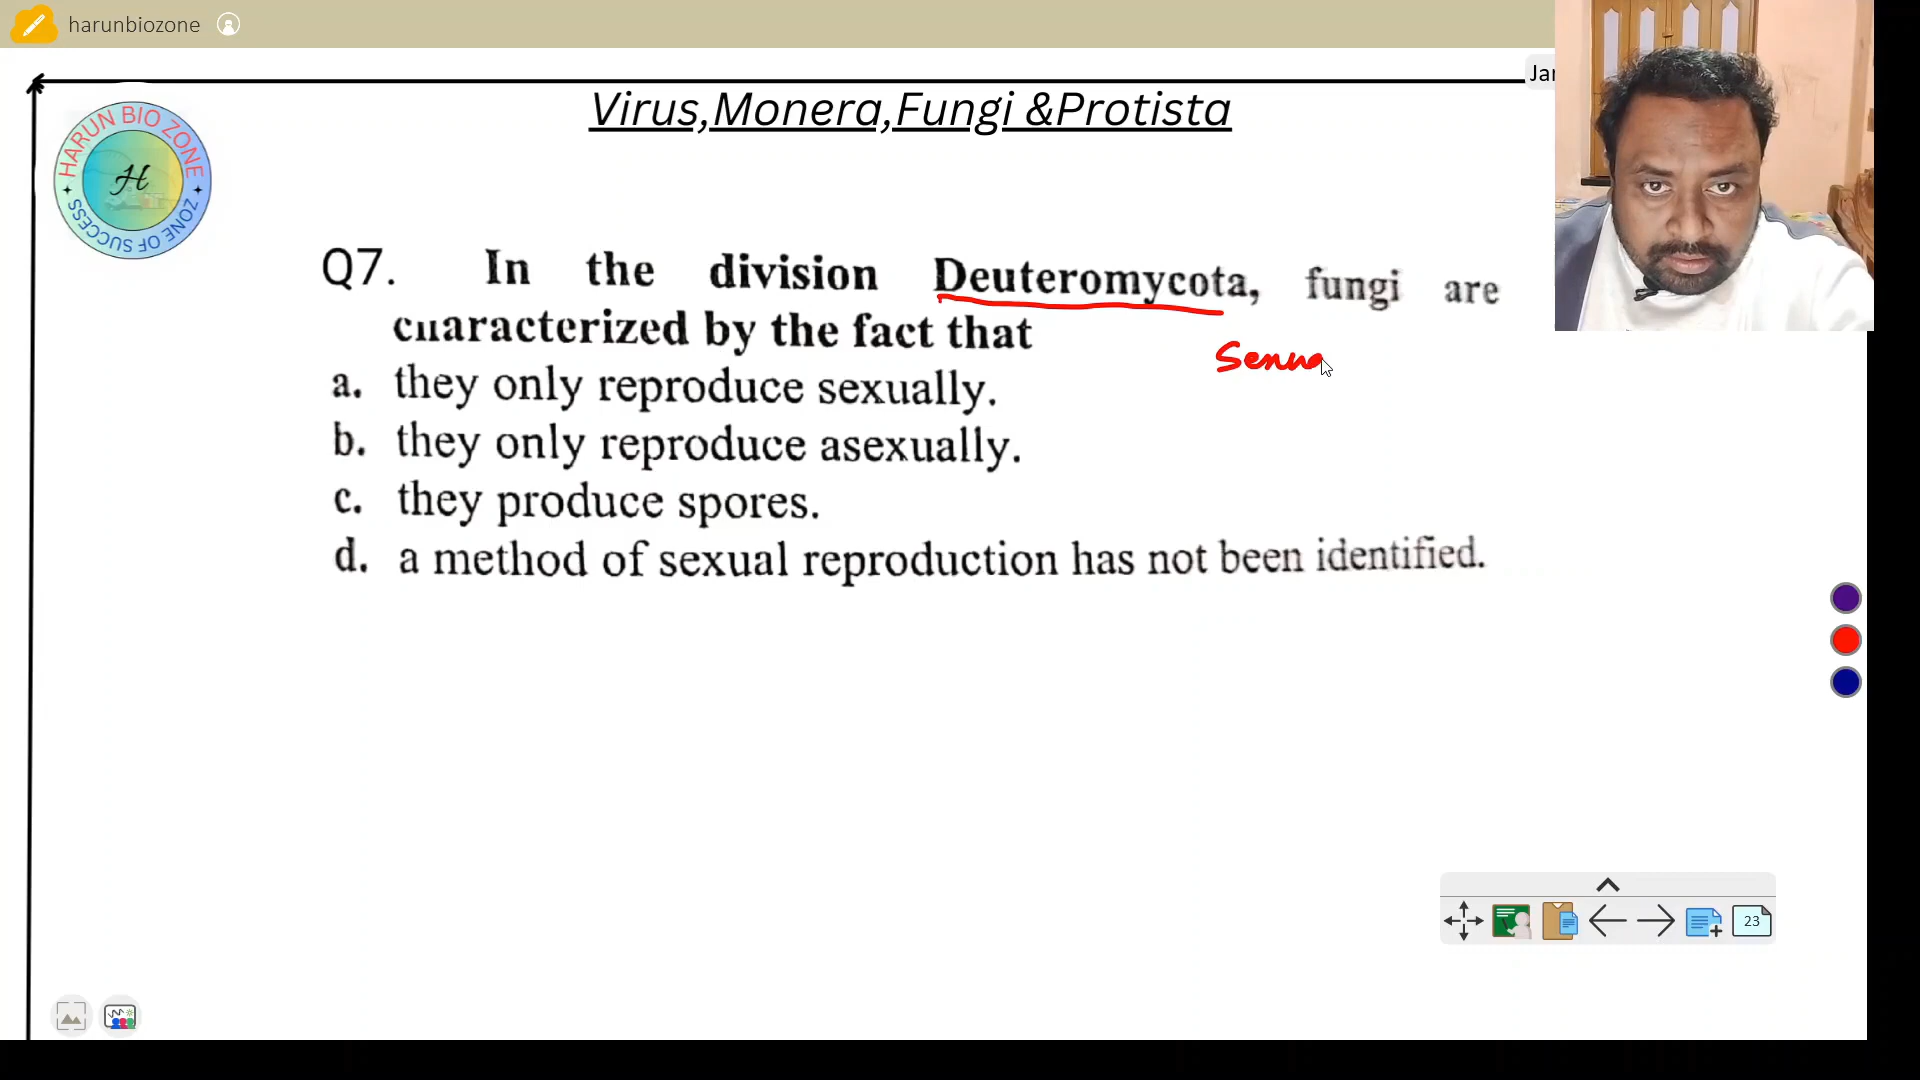 harunbiozone
Jan
Virus,Monera,Fungi &Protista
HARUN BIO ZONE
H
ZONE OF SUCCESS
Q7. In the division Deuteromycota, fungi are
characterized by the fact that
Sexua
a. they only reproduce sexually.
b. they only reproduce asexually.
c. they produce spores.
d. a method of sexual reproduction has not been identified.
23